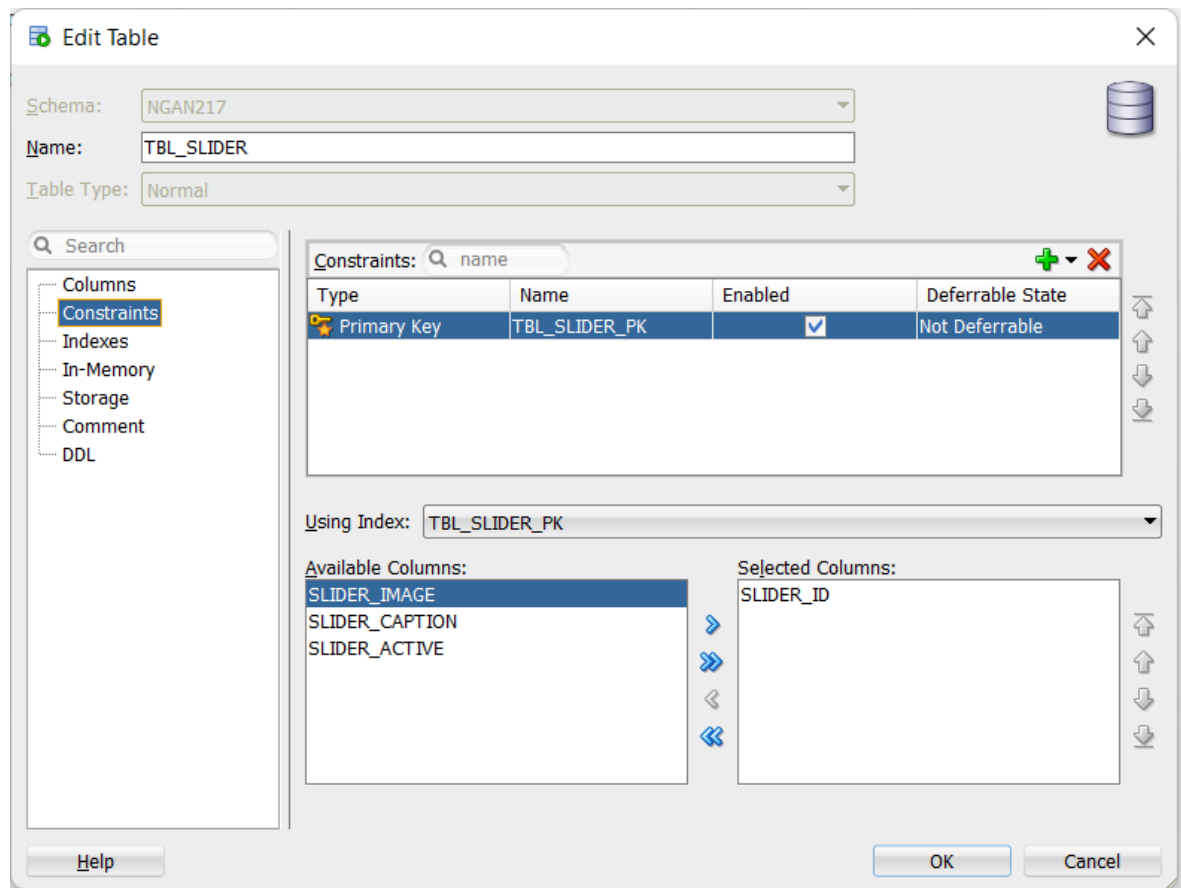 Edit Table
Schema: NGAN217
Name: TBL_SLIDER
Table Type: Normal
Search
Columns
Constraints
Indexes
In-Memory
Storage
Comment
DDL
Constraints: name
Type Name Enabled Deferrable State
Primary Key TBL_SLIDER_PK Not Deferrable
Using Index: TBL_SLIDER_PK
Available Columns:
SLIDER_IMAGE
SLIDER_CAPTION
SLIDER_ACTIVE
Selected Columns:
SLIDER_ID
Help OK Cancel